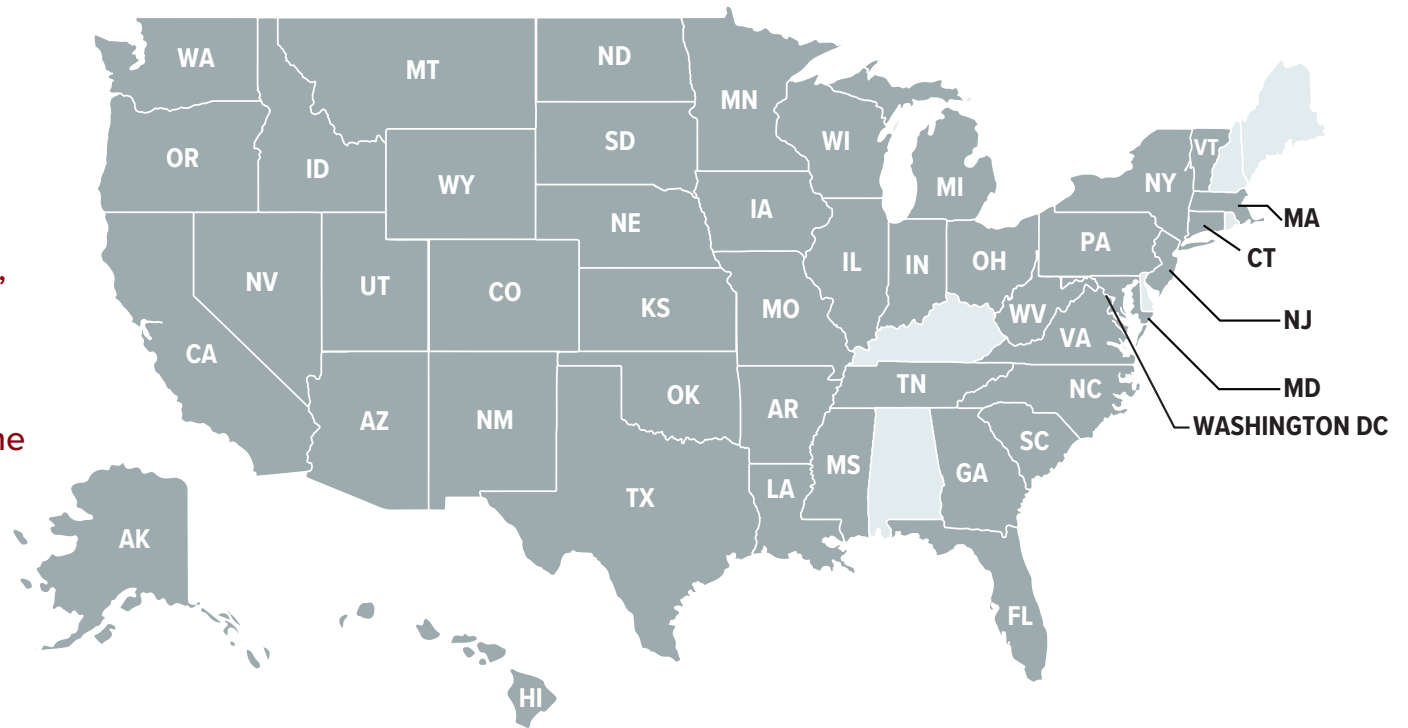 WA
MT
ND
MN
VT
OR
ID
SD
WI
WY
MI
NY
MA
NE
IA
PA
CT
NV
UT
CO
IL
IN
OH
,
KS
MO
WV
NJ
CA
VA
TN
NC
MD
OK
AR
AZ
NM
WASHINGTON DC
ne
SC
MS
GA
LA
TX
AK
FL
HI